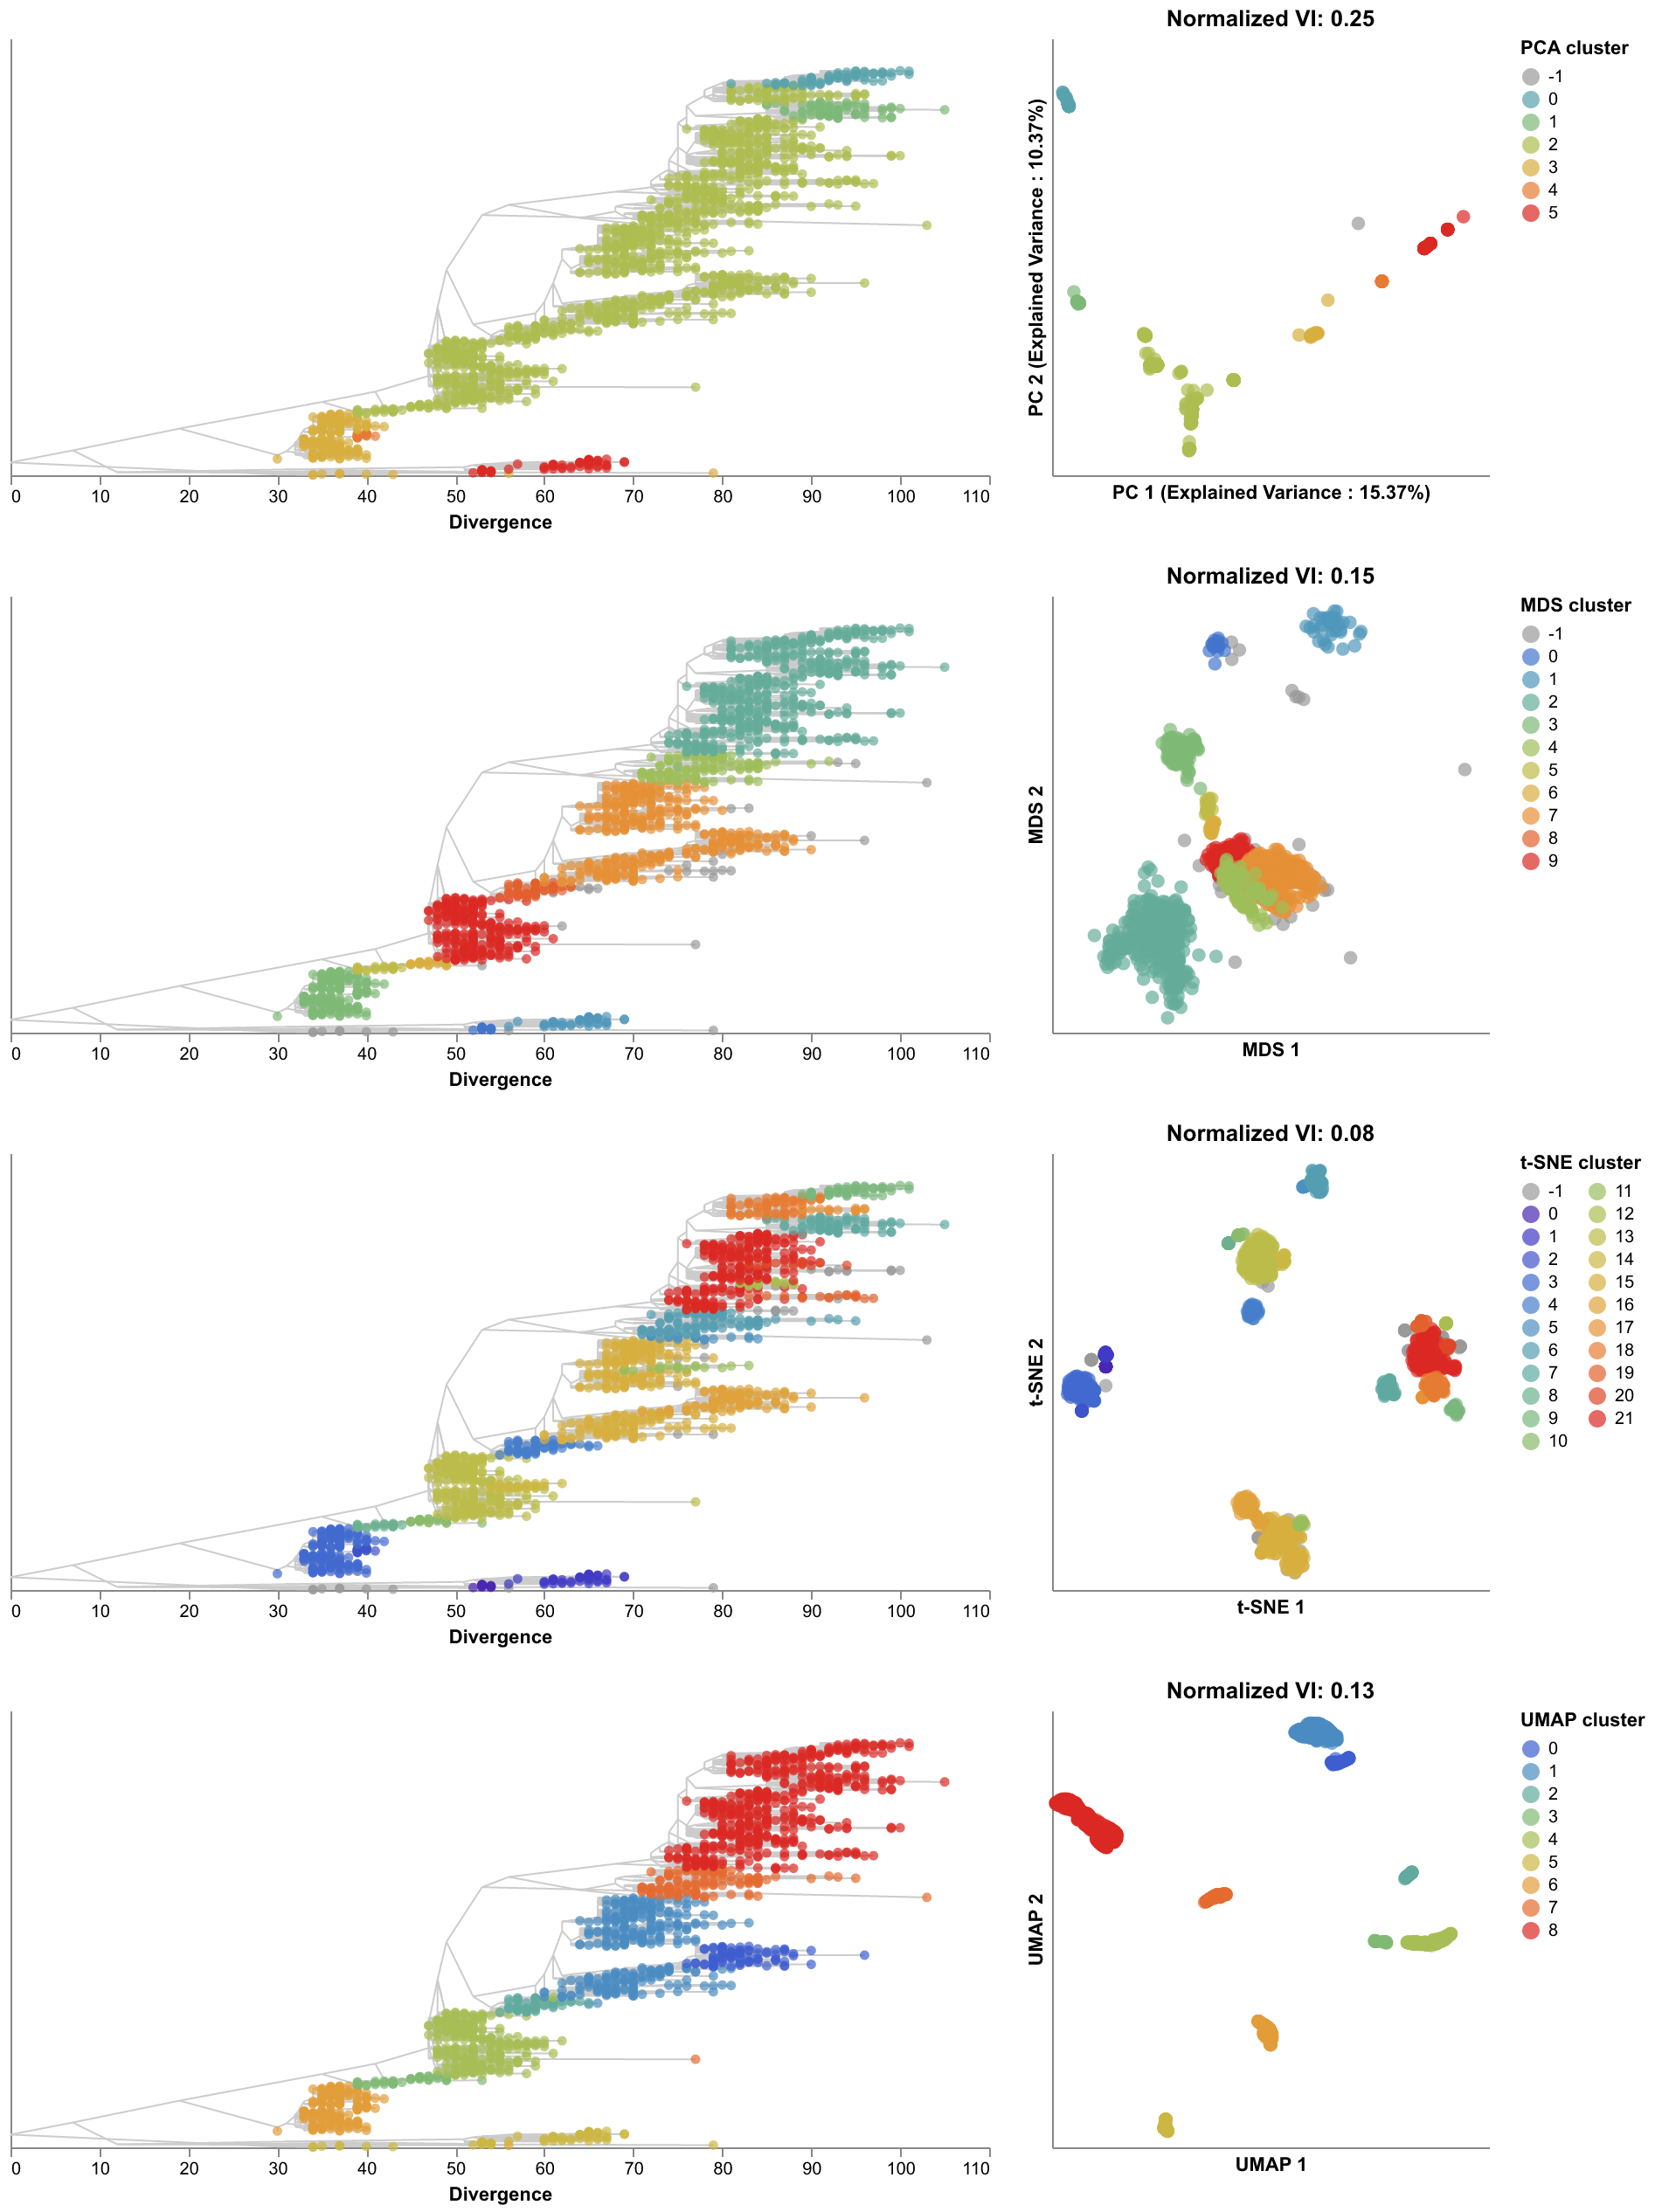 Normalized VI: 0.25
PC 2 (Explained Variance : 10.37%)
PC 1 (Explained Variance : 15.37%)
PCA cluster
-1
0
1
2
3
4
5
0 10 20 30 40 50 60 70 80 90 100 110
Divergence
Normalized VI: 0.15
MDS 2
MDS 1
MDS cluster
-1
0
1
2
3
4
5
6
7
8
9
0 10 20 30 40 50 60 70 80 90 100 110
Divergence
Normalized VI: 0.08
t-SNE 2
t-SNE 1
t-SNE cluster
-1 11
0 12
1 13
2 14
3 15
4 16
5 17
6 18
7 19
8 20
9 21
10
0 10 20 30 40 50 60 70 80 90 100 110
Divergence
Normalized VI: 0.13
UMAP 2
UMAP 1
UMAP cluster
0
1
2
3
4
5
6
7
8
0 10 20 30 40 50 60 70 80 90 100 110
Divergence